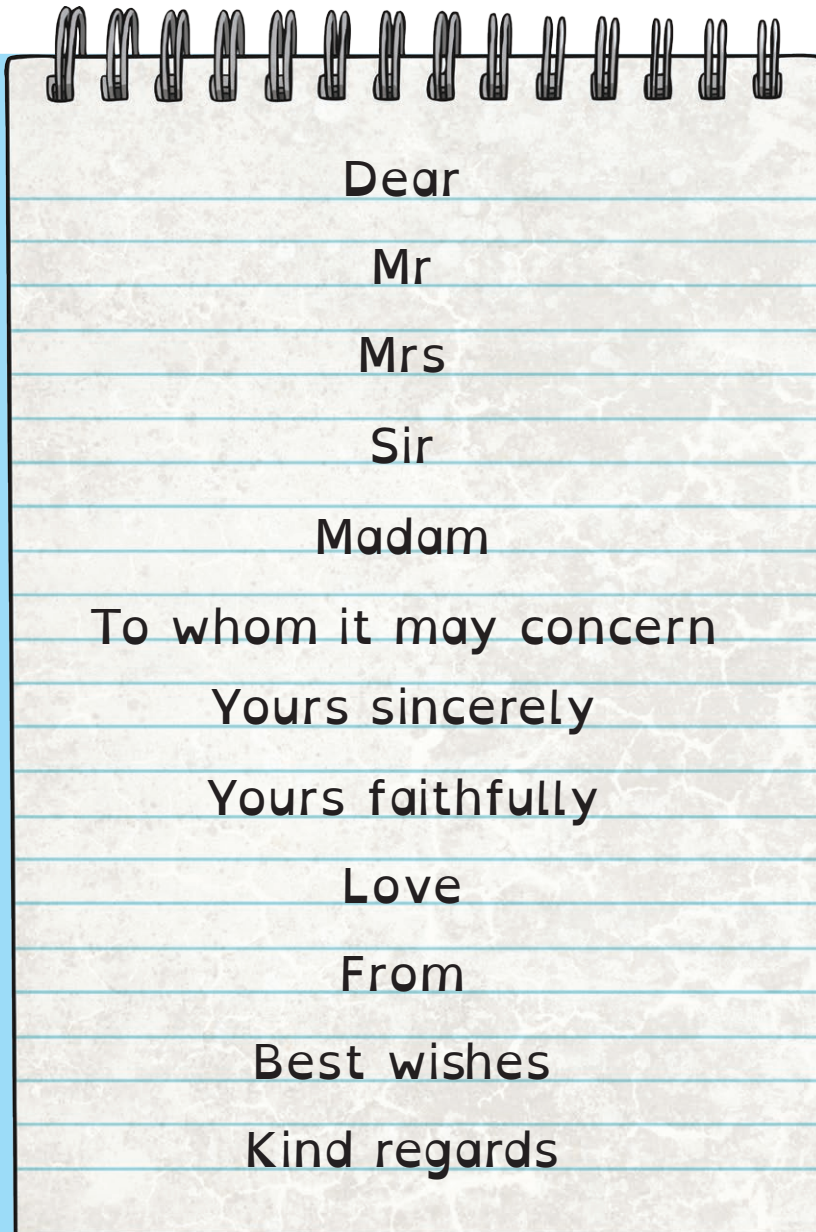 Dear
Mr
Mrs
Sir
Madam
To whom it may concern
Yours sincerely
Yours faithfully
Love
From
Best wishes
Kind regards